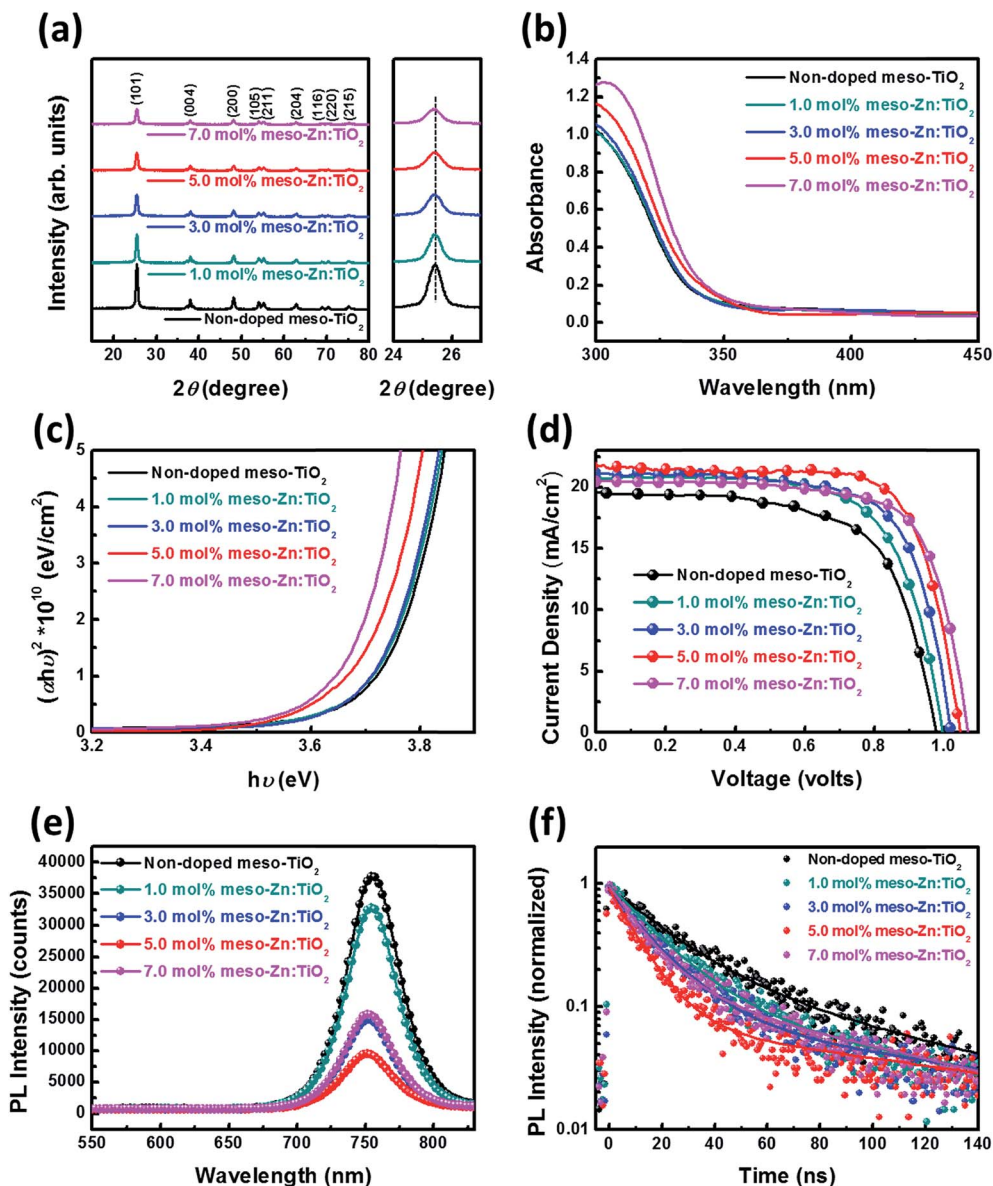 (a)
Intensity (arb. units)
(101)
(004)
(200)
(105)
(211)
(204)
(116)
(220)
(215)
7.0 mol% meso-Zn:TiO2
5.0 mol% meso-Zn:TiO2
3.0 mol% meso-Zn:TiO2
1.0 mol% meso-Zn:TiO2
Non-doped meso-TiO2
20 30 40 50 60 70 80
2θ (degree)
24 26
2θ (degree)
(b)
Absorbance
1.4
1.2
1.0
0.8
0.6
0.4
0.2
0.0
Non-doped meso-TiO2
1.0 mol% meso-Zn:TiO2
3.0 mol% meso-Zn:TiO2
5.0 mol% meso-Zn:TiO2
7.0 mol% meso-Zn:TiO2
300 350 400 450
Wavelength (nm)
(c)
(αhυ)2 *1010 (eV/cm2)
5
4
3
2
1
0
Non-doped meso-TiO2
1.0 mol% meso-Zn:TiO2
3.0 mol% meso-Zn:TiO2
5.0 mol% meso-Zn:TiO2
7.0 mol% meso-Zn:TiO2
3.2 3.4 3.6 3.8
hυ (eV)
(d)
Current Density (mA/cm2)
20
15
10
5
0
Non-doped meso-TiO2
1.0 mol% meso-Zn:TiO2
3.0 mol% meso-Zn:TiO2
5.0 mol% meso-Zn:TiO2
7.0 mol% meso-Zn:TiO2
0.0 0.2 0.4 0.6 0.8 1.0
Voltage (volts)
(e)
PL Intensity (counts)
40000
37500
35000
32500
30000
27500
25000
22500
20000
17500
15000
12500
10000
7500
5000
2500
0
Non-doped meso-TiO2
1.0 mol% meso-Zn:TiO2
3.0 mol% meso-Zn:TiO2
5.0 mol% meso-Zn:TiO2
7.0 mol% meso-Zn:TiO2
550 600 650 700 750 800
Wavelength (nm)
(f)
PL Intensity (normalized)
1
0.1
0.01
Non-doped meso-TiO2
1.0 mol% meso-Zn:TiO2
3.0 mol% meso-Zn:TiO2
5.0 mol% meso-Zn:TiO2
7.0 mol% meso-Zn:TiO2
0 20 40 60 80 100 120 140
Time (ns)